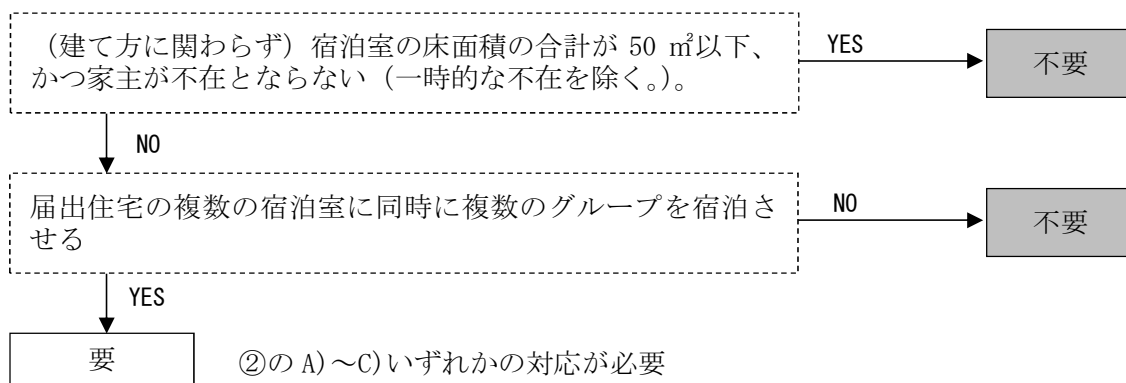 （建て方に関わらず）宿泊室の床面積の合計が 50 ㎡以下、
かつ家主が不在とならない（一時的な不在を除く。）。
YES
不要
NO
届出住宅の複数の宿泊室に同時に複数のグループを宿泊さ
せる
NO
不要
YES
要
②の A)～C)いずれかの対応が必要